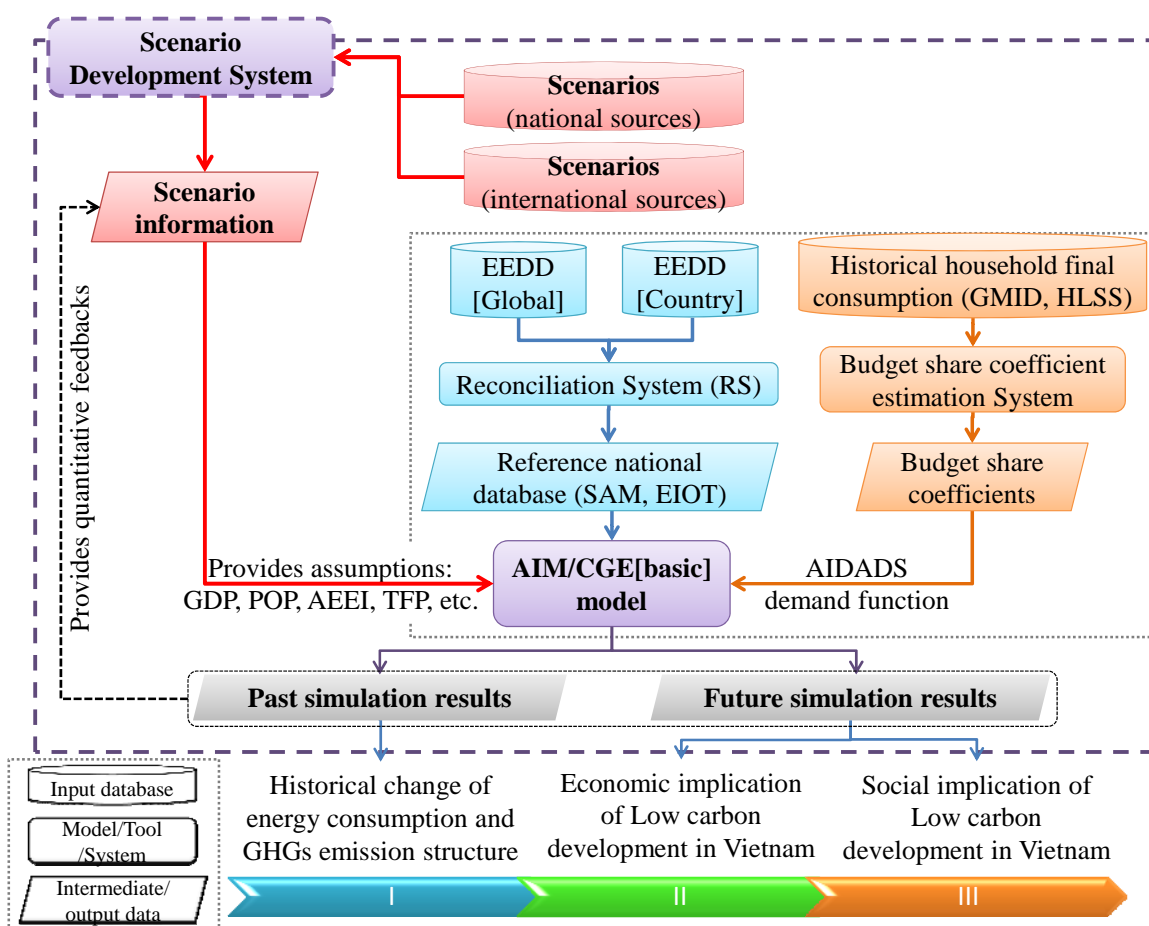 Scenario
Development System
Scenarios
(national sources)
Scenarios
(international sources)
Scenario
information
EEDD
[Global]
EEDD
[Country]
Historical household final
consumption (GMID, HLSS)
Reconciliation System (RS)
Budget share coefficient
estimation System
Reference national
database (SAM, EIOT)
Budget share
coefficients
Provides quantitative feedbacks
Provides assumptions:
GDP, POP, AEEI, TFP, etc.
AIM/CGE[basic]
model
AIDADS
demand function
Past simulation results
Future simulation results
Input database
Model/Tool
/System
Intermediate/
output data
Historical change of
energy consumption and
GHGs emission structure
Economic implication
of Low carbon
development in Vietnam
Social implication of
Low carbon
development in Vietnam
I
II
III